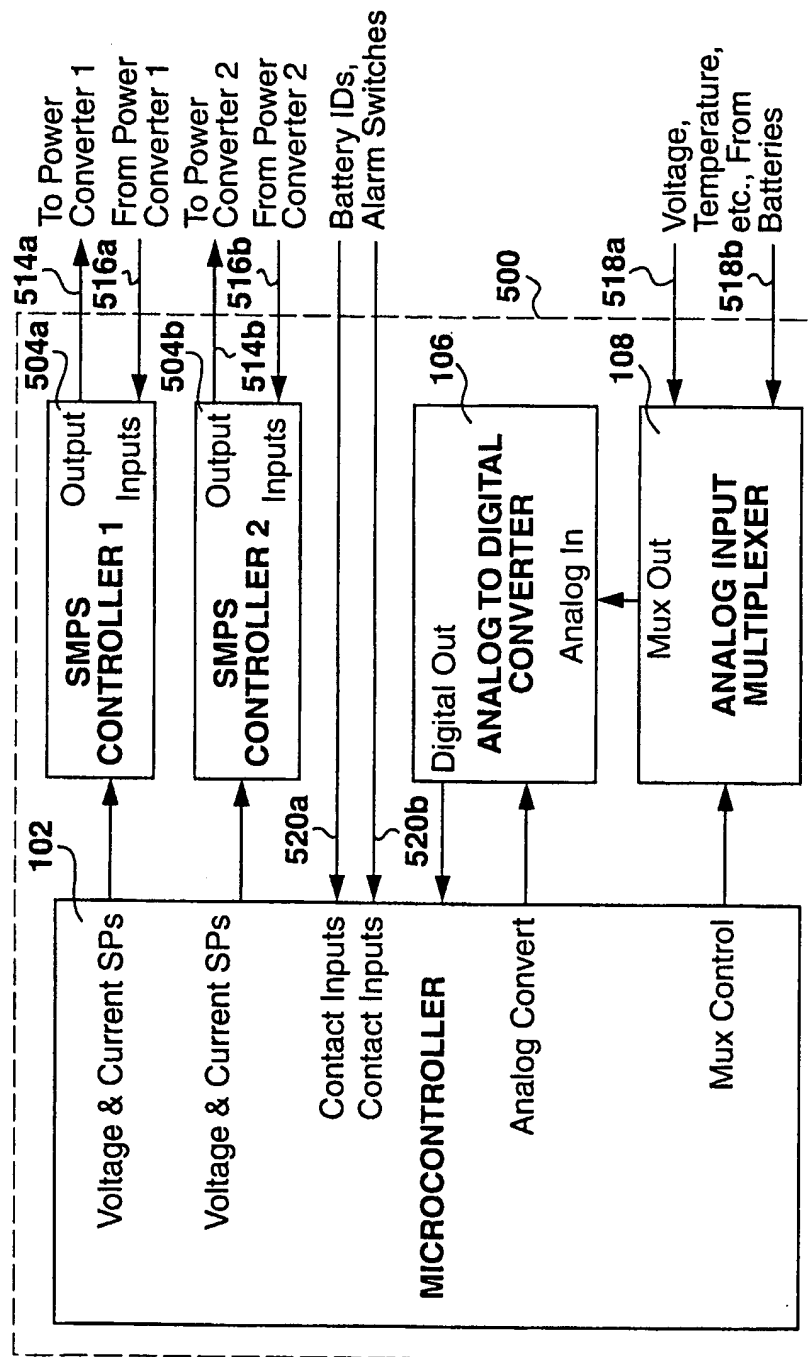 102
Voltage & Current SPs
Voltage & Current SPs
Contact Inputs
Contact Inputs
MICROCONTROLLER
Analog Convert
Mux Control
SMPS
CONTROLLER 1
Output
Inputs
504a
514a
516a
To Power
Converter 1
From Power
Converter 1
SMPS
CONTROLLER 2
Output
Inputs
504b
514b
516b
To Power
Converter 2
From Power
Converter 2
520a
520b
Battery IDs,
Alarm Switches
500
Digital Out
ANALOG TO DIGITAL
CONVERTER
Analog In
106
Mux Out
ANALOG INPUT
MULTIPLEXER
108
518a
518b
Voltage,
Temperature,
etc., From
Batteries